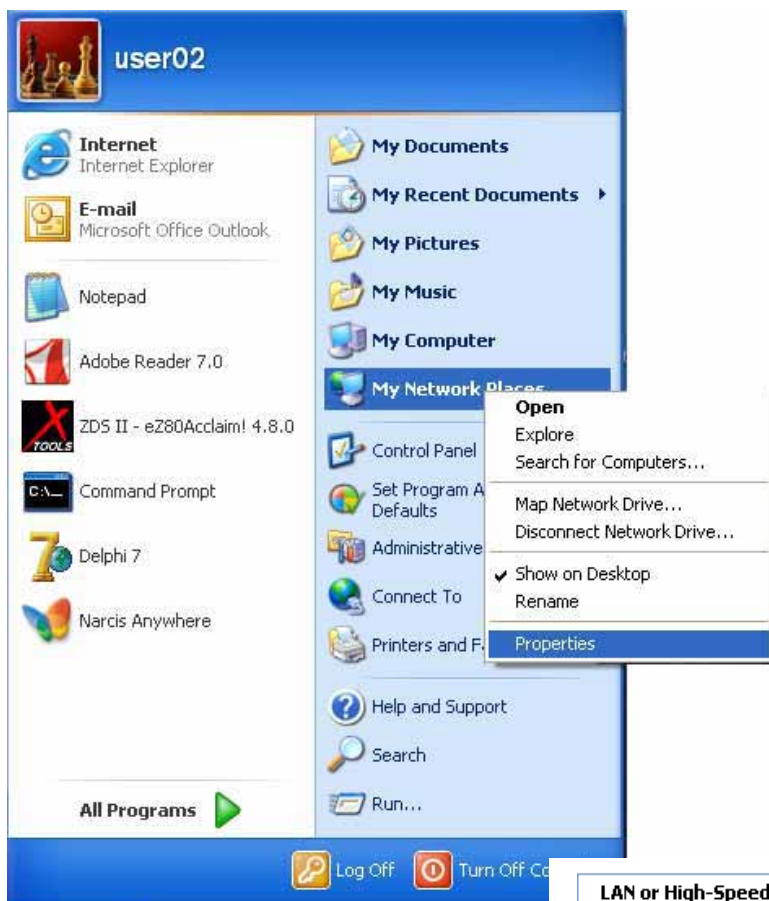 user02
Internet
Internet Explorer
E-mail
Microsoft Office Outlook
Notepad
Adobe Reader 7.0
X
TOOLS
ZDS II - eZ80Acclaim! 4.8.0
C:\_
Command Prompt
7
Delphi 7
Narcis Anywhere
All Programs
My Documents
My Recent Documents
My Pictures
My Music
My Computer
My Network Places
Control Panel
Set Program A
Defaults
Administrative
Connect To
Printers and F
Help and Support
Search
Run...
Open
Explore
Search for Computers...
Map Network Drive...
Disconnect Network Drive...
Show on Desktop
Rename
Properties
Log Off
Turn Off Co
LAN or High-Speed